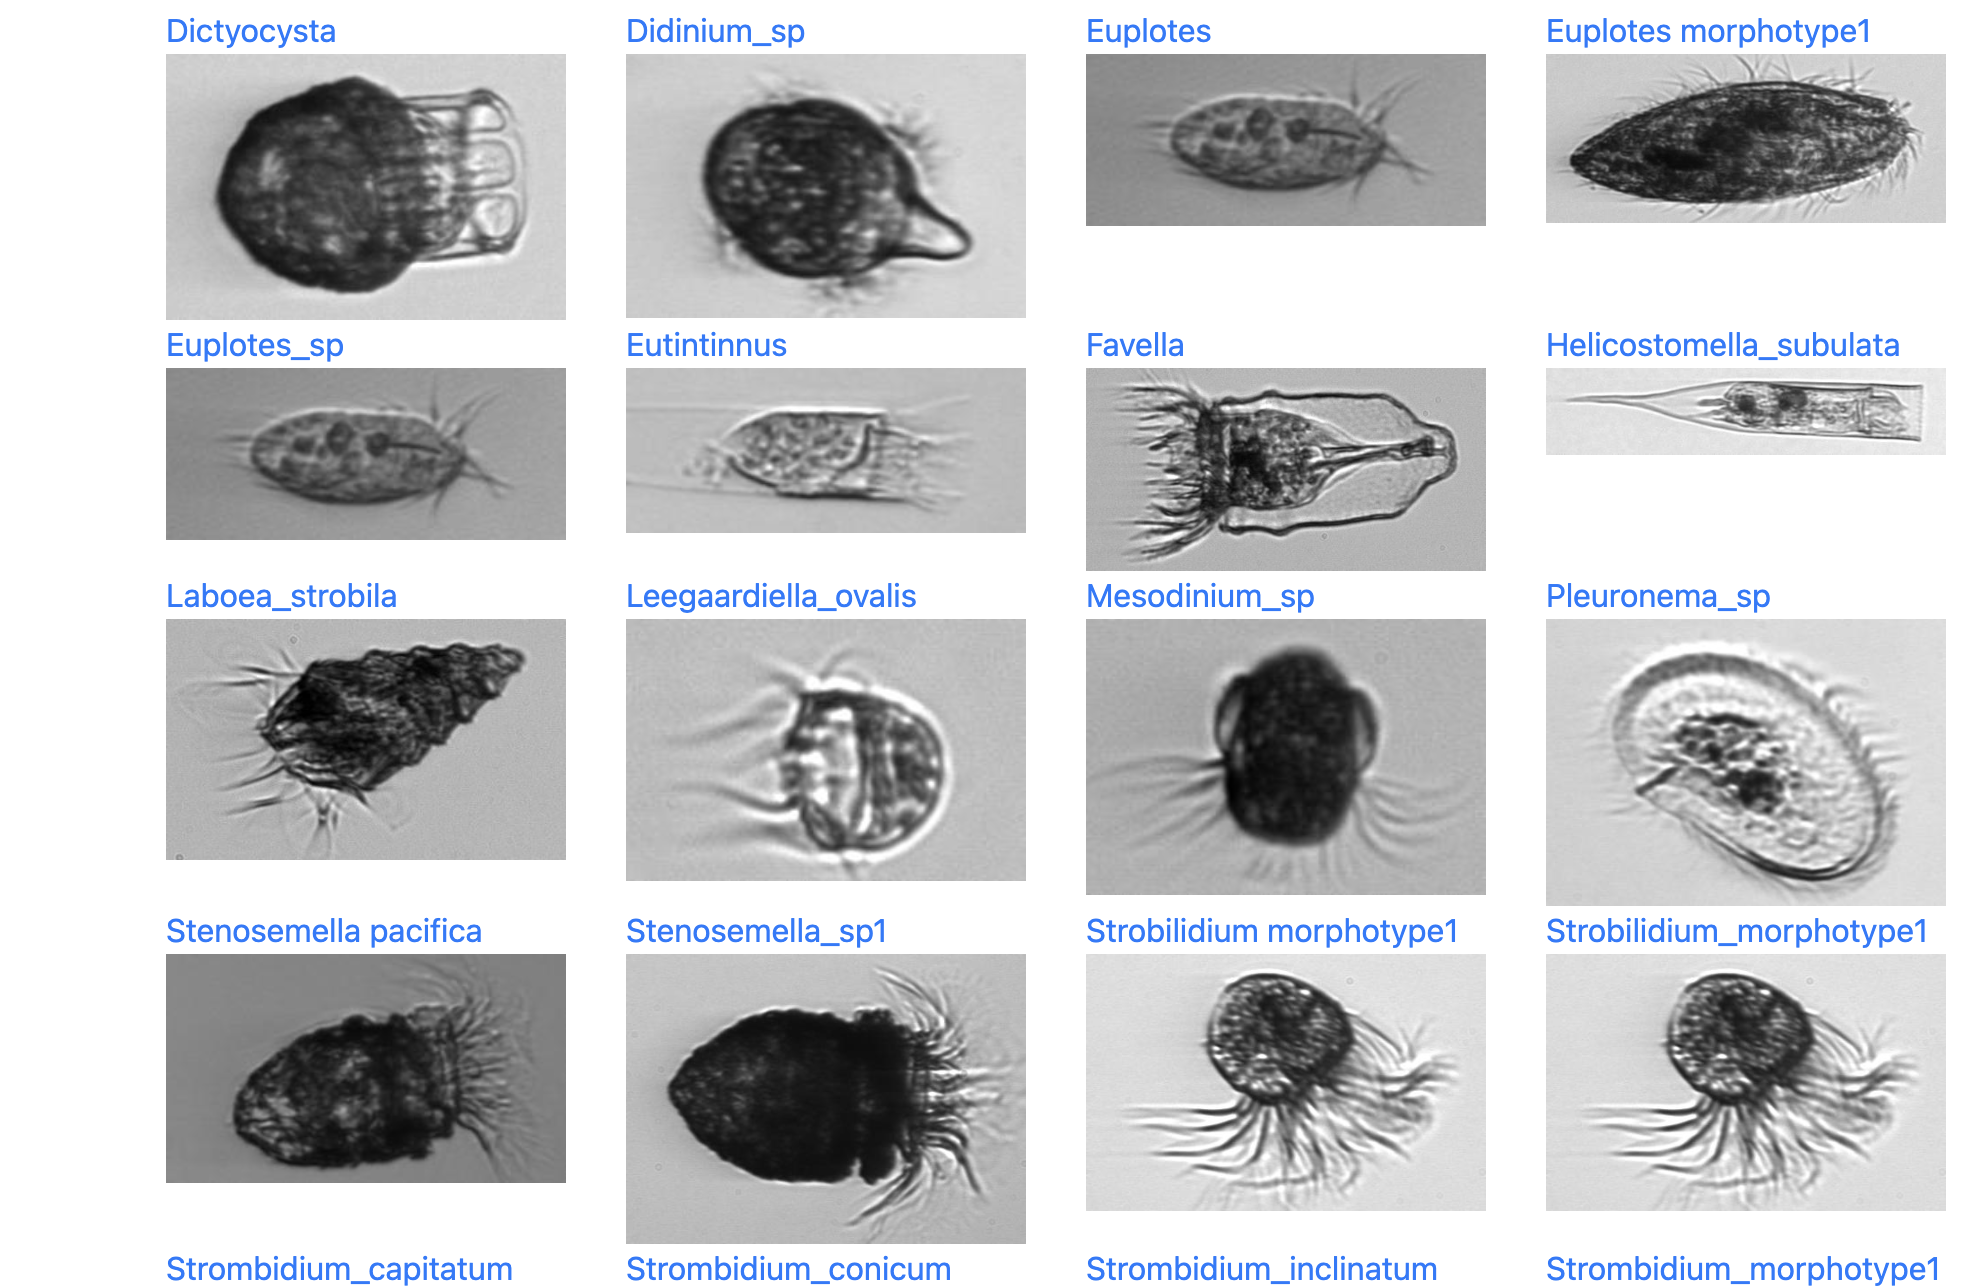 Dictyocysta
Didinium_sp
Euplotes
Euplotes morphotype1
Euplotes_sp
Eutintinnus
Favella
Helicostomella_subulata
Laboea_strobila
Leegaardiella_ovalis
Mesodinium_sp
Pleuronema_sp
Stenosemella pacifica
Stenosemella_sp1
Strobilidium morphotype1
Strobilidium_morphotype1
Strombidium_capitatum
Strombidium_conicum
Strombidium_inclinatum
Strombidium_morphotype1